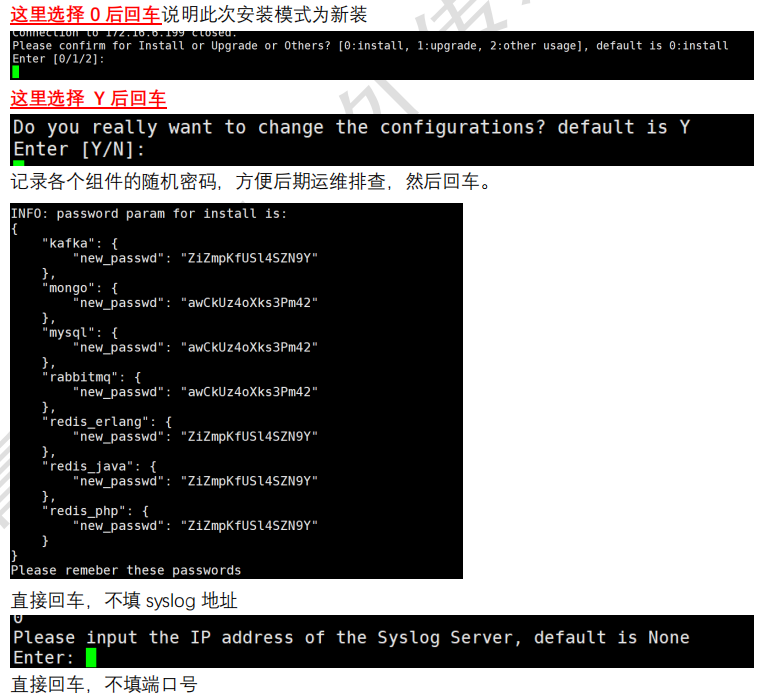 这里选择 0 后回车说明此次安装模式为新装
Connection to 172.16.6.199 closed.
Please confirm for Install or Upgrade or Others? [0:install, 1:upgrade, 2:other usage], default is 0:install
Enter [0/1/2]:
这里选择 Y 后回车
Do you really want to change the configurations? default is Y
Enter [Y/N]:
记录各个组件的随机密码，方便后期运维排查，然后回车。
INFO: password param for install is:
{
    "kafka": {
        "new_passwd": "ZiZmpKfUSl4SZN9Y"
    },
    "mongo": {
        "new_passwd": "awCkUz4oXks3Pm42"
    },
    "mysql": {
        "new_passwd": "awCkUz4oXks3Pm42"
    },
    "rabbitmq": {
        "new_passwd": "awCkUz4oXks3Pm42"
    },
    "redis_erlang": {
        "new_passwd": "ZiZmpKfUSl4SZN9Y"
    },
    "redis_java": {
        "new_passwd": "ZiZmpKfUSl4SZN9Y"
    },
    "redis_php": {
        "new_passwd": "ZiZmpKfUSl4SZN9Y"
    }
}
Please remeber these passwords
直接回车，不填 syslog 地址
0
Please input the IP address of the Syslog Server, default is None
Enter:
直接回车，不填端口号